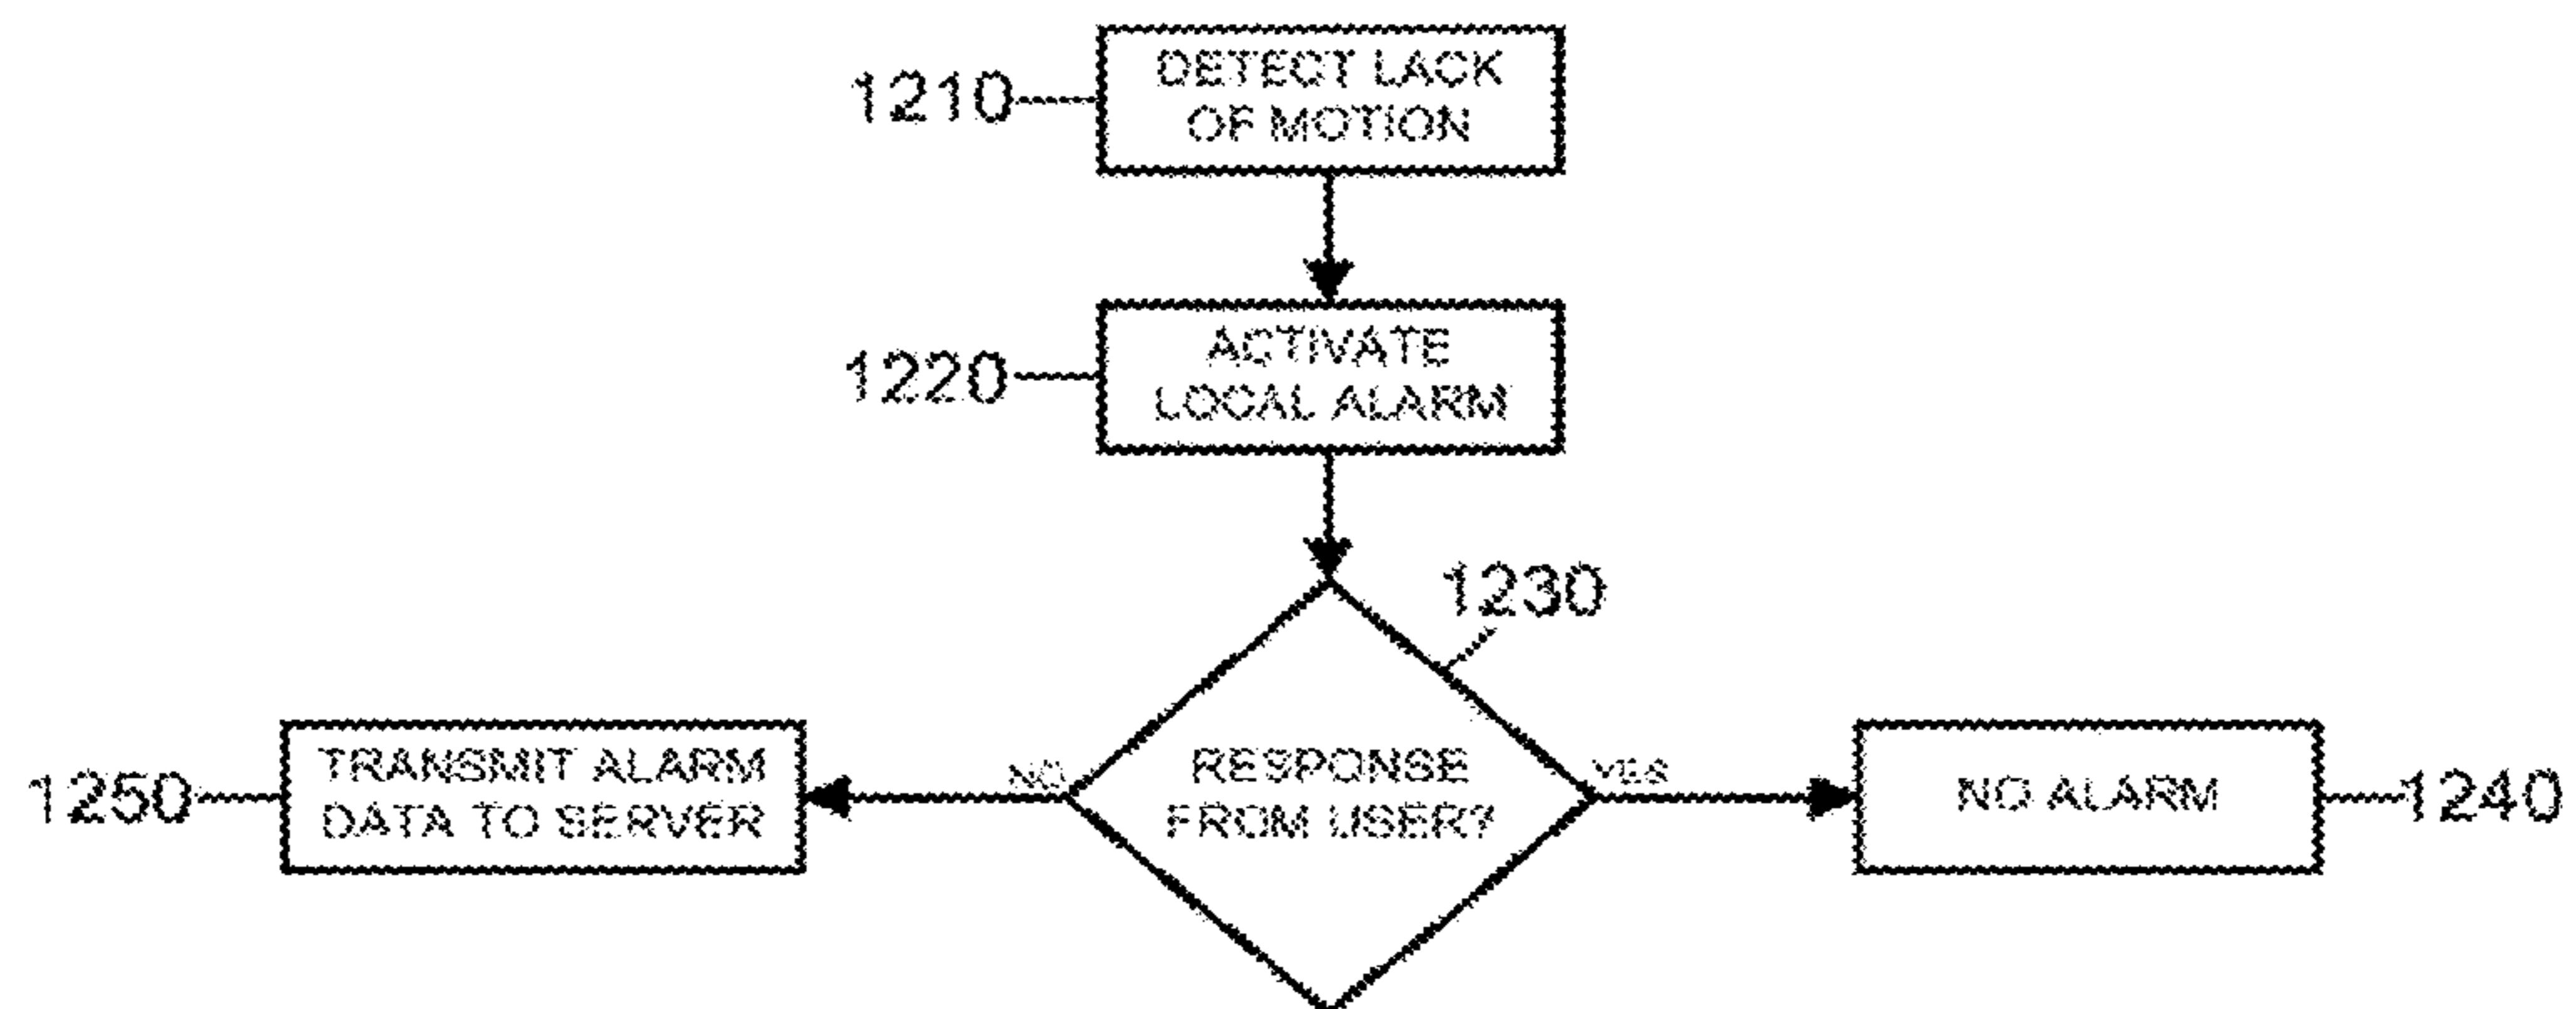 1210
DETECT LACK
OF MOTION
1220
ACTIVATE
LOCAL ALARM
1230
1250
TRANSMIT ALARM
DATA TO SERVER
NO
RESPONSE
FROM USER?
YES
NO ALARM
1240